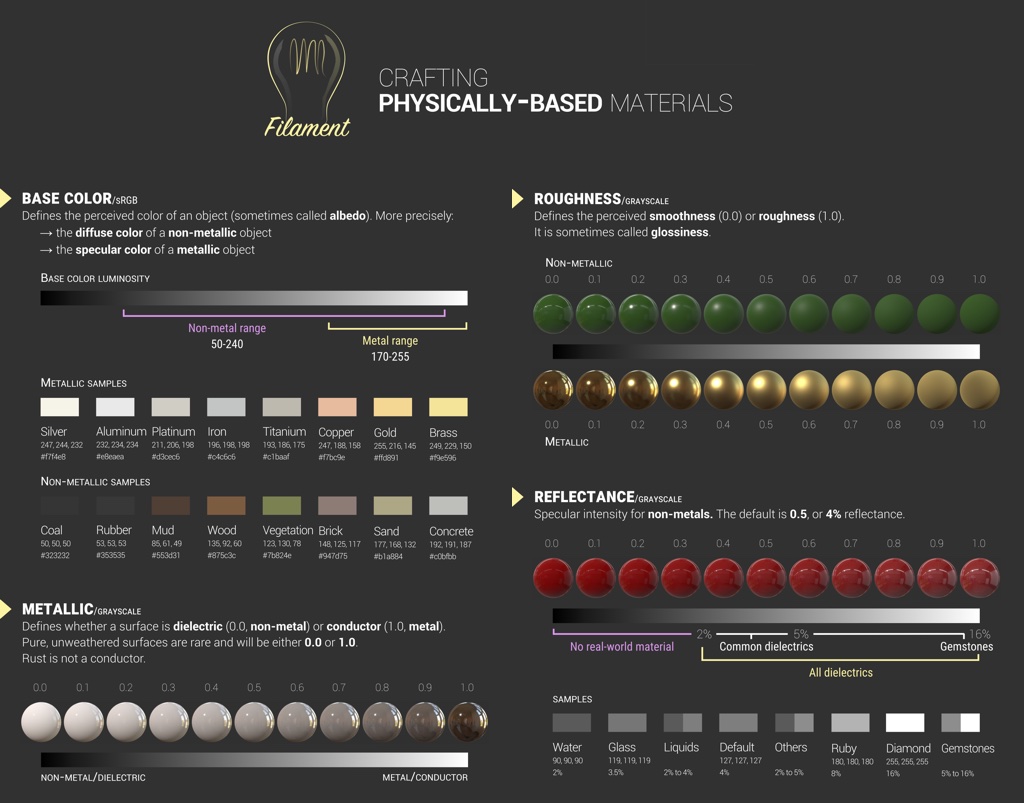 Filament
CRAFTING
PHYSICALLY-BASED MATERIALS
BASE COLOR/sRGB
Defines the perceived color of an object (sometimes called albedo). More precisely:
→ the diffuse color of a non-metallic object
→ the specular color of a metallic object
BASE COLOR LUMINOSITY
Non-metal range
50-240
Metal range
170-255
METALLIC SAMPLES
Silver Aluminum Platinum Iron Titanium Copper Gold Brass
247, 244, 232 232, 234, 234 211, 206, 198 196, 198, 198 193, 186, 175 247, 188, 158 255, 216, 145 249, 229, 150
#f7f4e8 #e8eaea #d3cec6 #c4c6c6 #c1baaf #f7bc9e #ffd891 #f9e596
NON-METALLIC SAMPLES
Coal Rubber Mud Wood Vegetation Brick Sand Concrete
50, 50, 50 53, 53, 53 85, 61, 49 135, 92, 60 123, 130, 78 148, 125, 117 177, 168, 132 192, 191, 187
#323232 #353535 #553d31 #875c3c #7b824e #947d75 #b1a884 #c0bfbb
METALLIC/GRAYSCALE
Defines whether a surface is dielectric (0.0, non-metal) or conductor (1.0, metal).
Pure, unweathered surfaces are rare and will be either 0.0 or 1.0.
Rust is not a conductor.
0.0 0.1 0.2 0.3 0.4 0.5 0.6 0.7 0.8 0.9 1.0
NON-METAL/DIELECTRIC METAL/CONDUCTOR
ROUGHNESS/GRAYSCALE
Defines the perceived smoothness (0.0) or roughness (1.0).
It is sometimes called glossiness.
NON-METALLIC
0.0 0.1 0.2 0.3 0.4 0.5 0.6 0.7 0.8 0.9 1.0
0.0 0.1 0.2 0.3 0.4 0.5 0.6 0.7 0.8 0.9 1.0
METALLIC
REFLECTANCE/GRAYSCALE
Specular intensity for non-metals. The default is 0.5, or 4% reflectance.
0.0 0.1 0.2 0.3 0.4 0.5 0.6 0.7 0.8 0.9 1.0
2% 5% 16%
No real-world material Common dielectrics Gemstones
All dielectrics
SAMPLES
Water Glass Liquids Default Others Ruby Diamond Gemstones
90, 90, 90 119, 119, 119 127, 127, 127 180, 180, 180 255, 255, 255
2% 3.5% 2% to 4% 4% 2% to 5% 8% 16% 5% to 16%